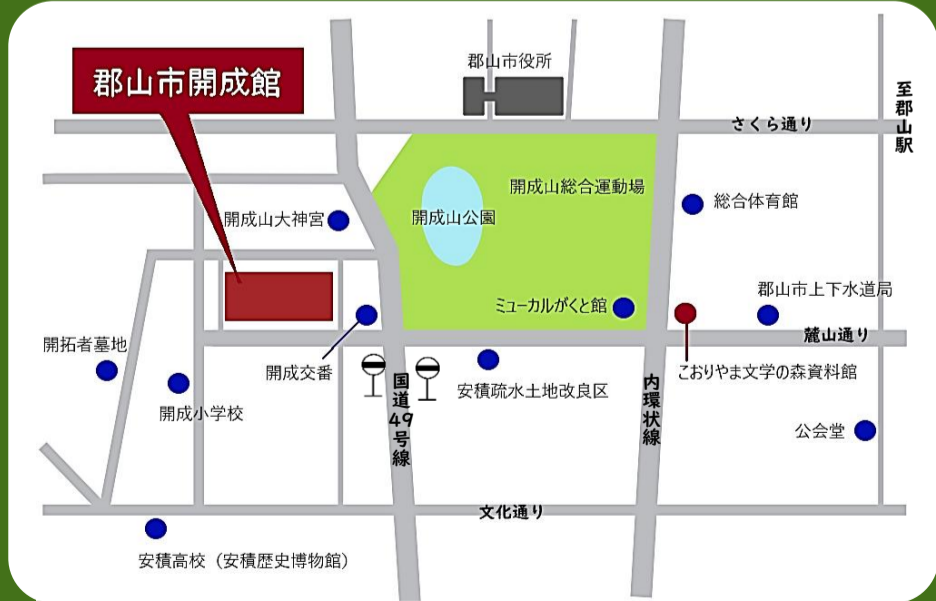 郡山市役所
郡山市開成館
至郡山駅
さくら通り
開成山総合運動場
総合体育館
開成山大神宮
開成山公園
郡山市上下水道局
ミューカルがくと館
麓山通り
開拓者墓地
開成交番
こおりやま文学の森資料館
国道49号線
内環状線
安積疏水土地改良区
開成小学校
公会堂
文化通り
安積高校（安積歴史博物館）